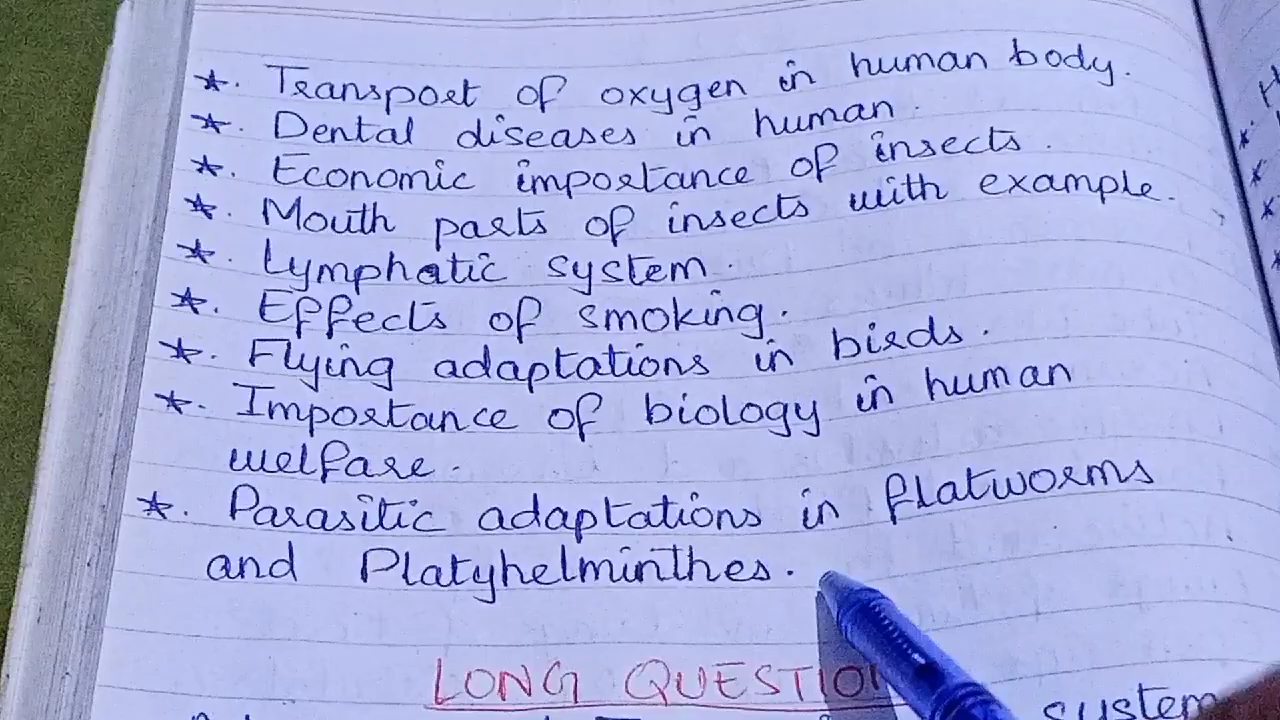 ★. Transport of oxygen in human body.
★. Dental diseases in human.
★. Economic importance of insects.
★. Mouth parts of insects with example.
★. Lymphatic system.
★. Effects of smoking.
★. Flying adaptations in birds.
★. Importance of biology in human
welfare.
★. Parasitic adaptations in flatworms
and Platyhelminthes.
LONG QUESTION
system